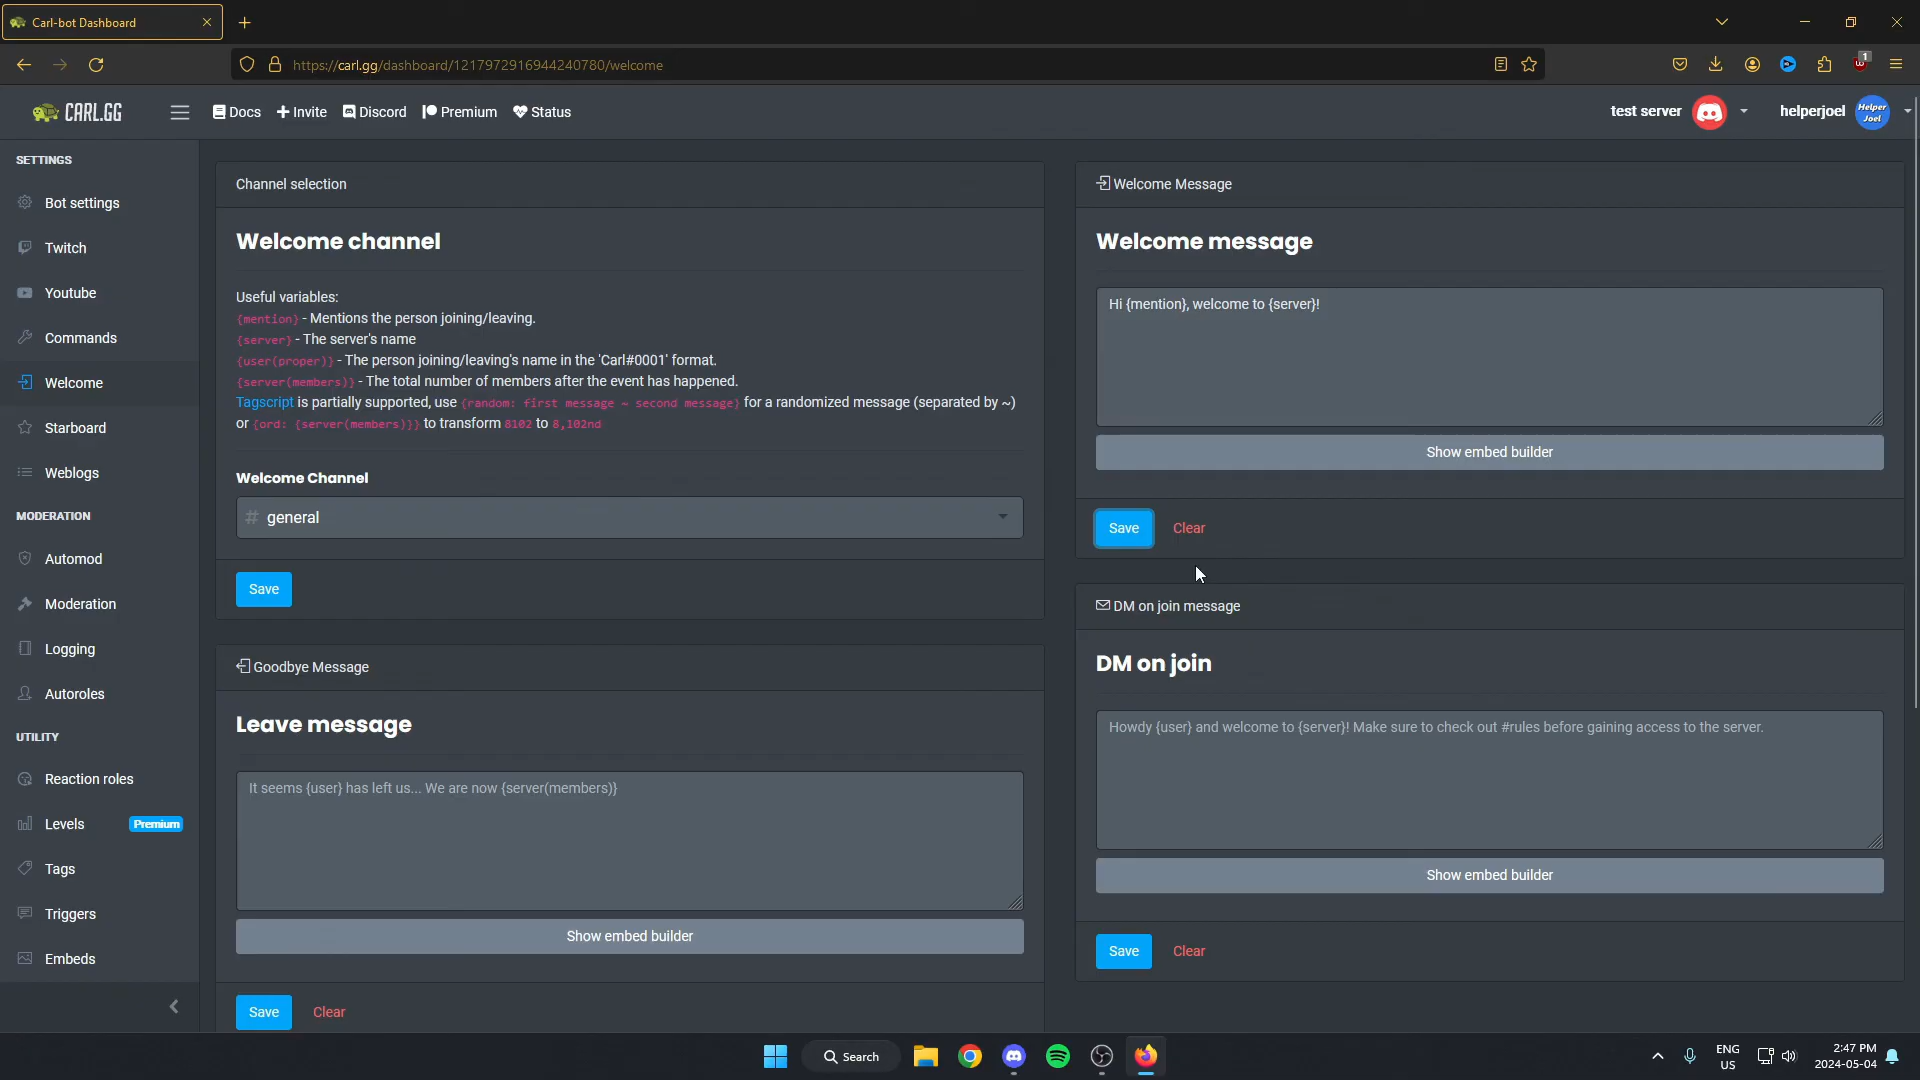 Carl-bot Dashboard
https://carl.gg/dashboard/1217972916944240780/welcome
1
CARL.GG
Docs
Invite
Discord
Premium
Status
test server
helperjoel
Helper
Joel
SETTINGS
Bot settings
Twitch
Youtube
Commands
Welcome
Starboard
Weblogs
MODERATION
Automod
Moderation
Logging
Autoroles
UTILITY
Reaction roles
Levels Premium
Tags
Triggers
Embeds
Channel selection
Welcome channel
Useful variables:
{mention} - Mentions the person joining/leaving.
{server} - The server's name
{user(proper)} - The person joining/leaving's name in the 'Carl#0001' format.
{server(members)} - The total number of members after the event has happened.
Tagscript is partially supported, use {random: first message ~ second message} for a randomized message (separated by ~)
or {ord: {server(members)}} to transform 8102 to 8,102nd
Welcome Channel
# general
Save
Goodbye Message
Leave message
It seems {user} has left us... We are now {server(members)}
Show embed builder
Save Clear
Welcome Message
Welcome message
Hi {mention}, welcome to {server}!
Show embed builder
Save Clear
DM on join message
DM on join
Howdy {user} and welcome to {server}! Make sure to check out #rules before gaining access to the server.
Show embed builder
Save Clear
Search
ENG
US
2:47 PM
2024-05-04